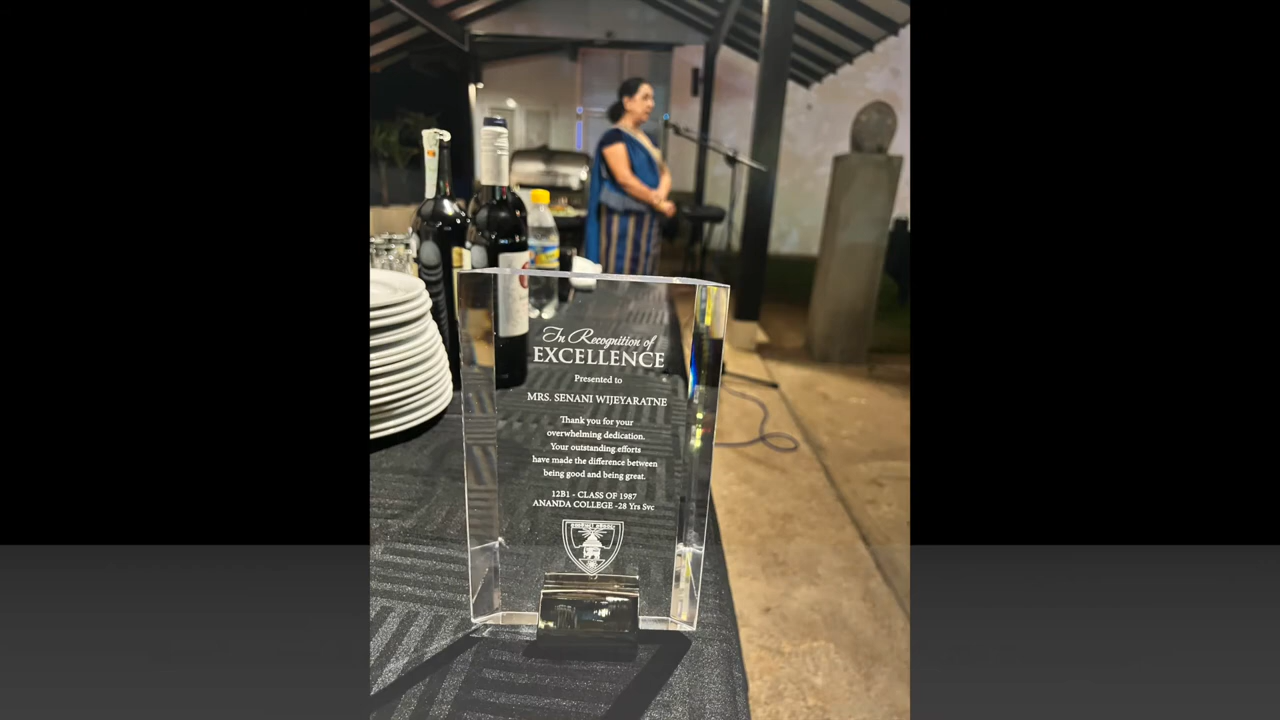 In Recognition of
EXCELLENCE
Presented to
MRS. SENANI WIJEYARATNE
Thank you for your
overwhelming dedication.
Your outstanding efforts
have made the difference between
being good and being great.
12B1 - CLASS OF 1987
ANANDA COLLEGE -28 Yrs Svc